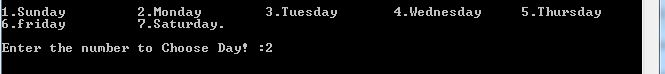 1.Sunday 2.Monday 3.Tuesday 4.Wednesday 5.Thursday
6.friday 7.Saturday.
Enter the number to Choose Day! :2